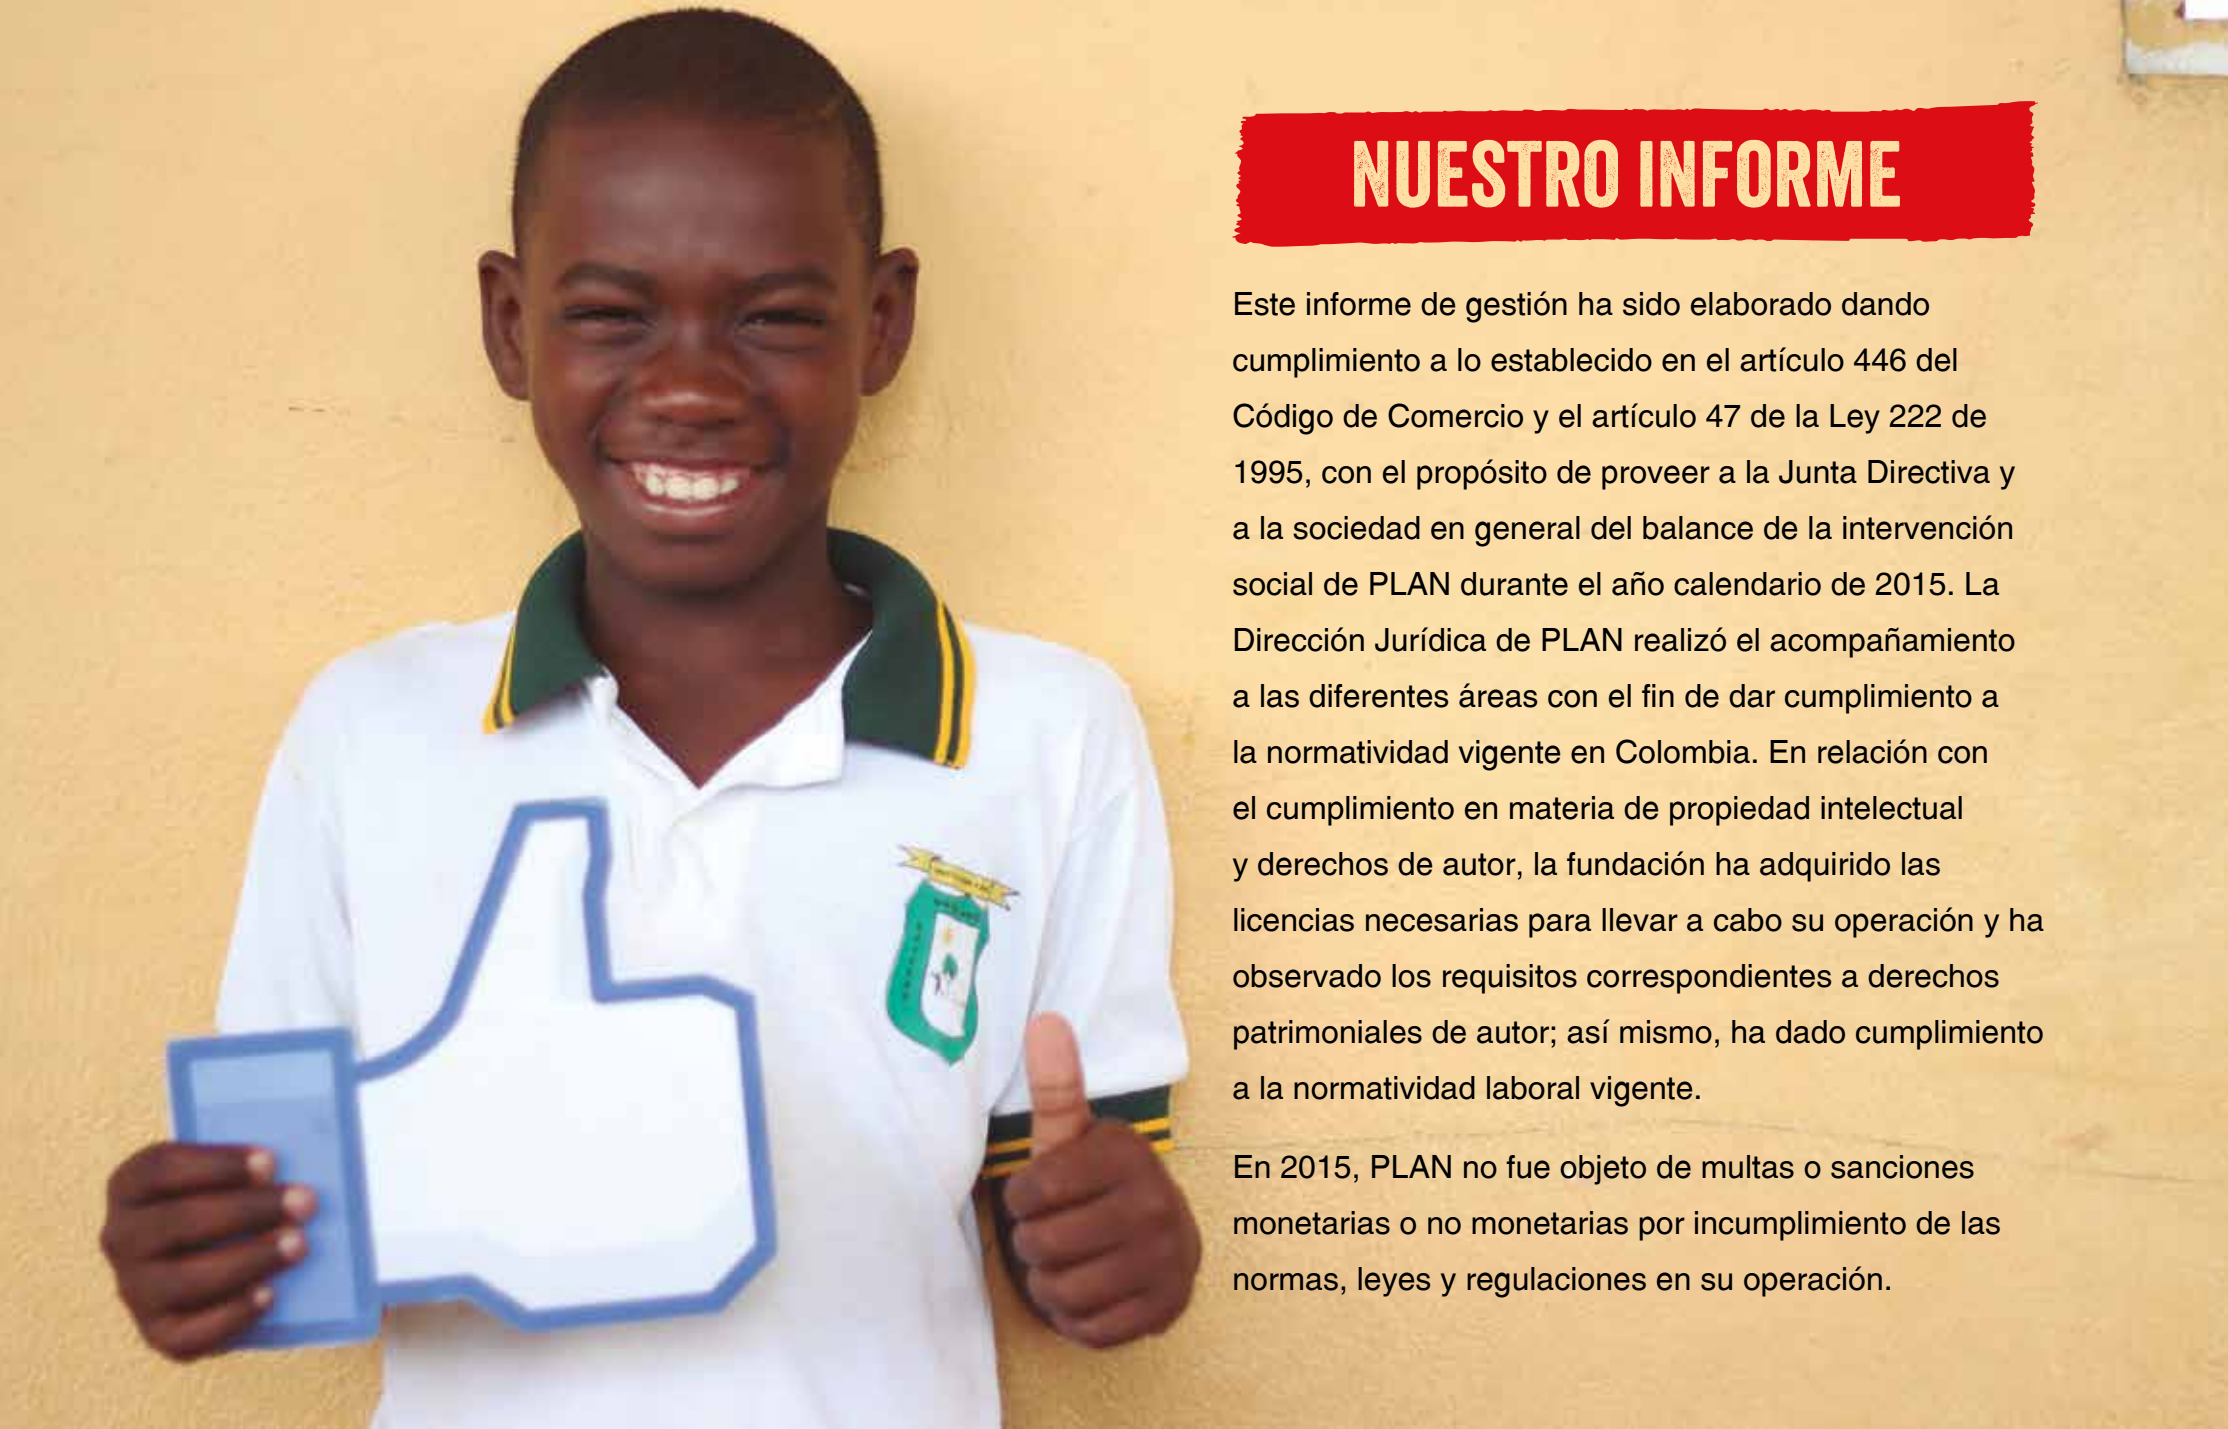 NUESTRO INFORME
Este informe de gestión ha sido elaborado dando
cumplimiento a lo establecido en el artículo 446 del
Código de Comercio y el artículo 47 de la Ley 222 de
1995, con el propósito de proveer a la Junta Directiva y
a la sociedad en general del balance de la intervención
social de PLAN durante el año calendario de 2015. La
Dirección Jurídica de PLAN realizó el acompañamiento
a las diferentes áreas con el fin de dar cumplimiento a
la normatividad vigente en Colombia. En relación con
el cumplimiento en materia de propiedad intelectual
y derechos de autor, la fundación ha adquirido las
licencias necesarias para llevar a cabo su operación y ha
observado los requisitos correspondientes a derechos
patrimoniales de autor; así mismo, ha dado cumplimiento
a la normatividad laboral vigente.
En 2015, PLAN no fue objeto de multas o sanciones
monetarias o no monetarias por incumplimiento de las
normas, leyes y regulaciones en su operación.